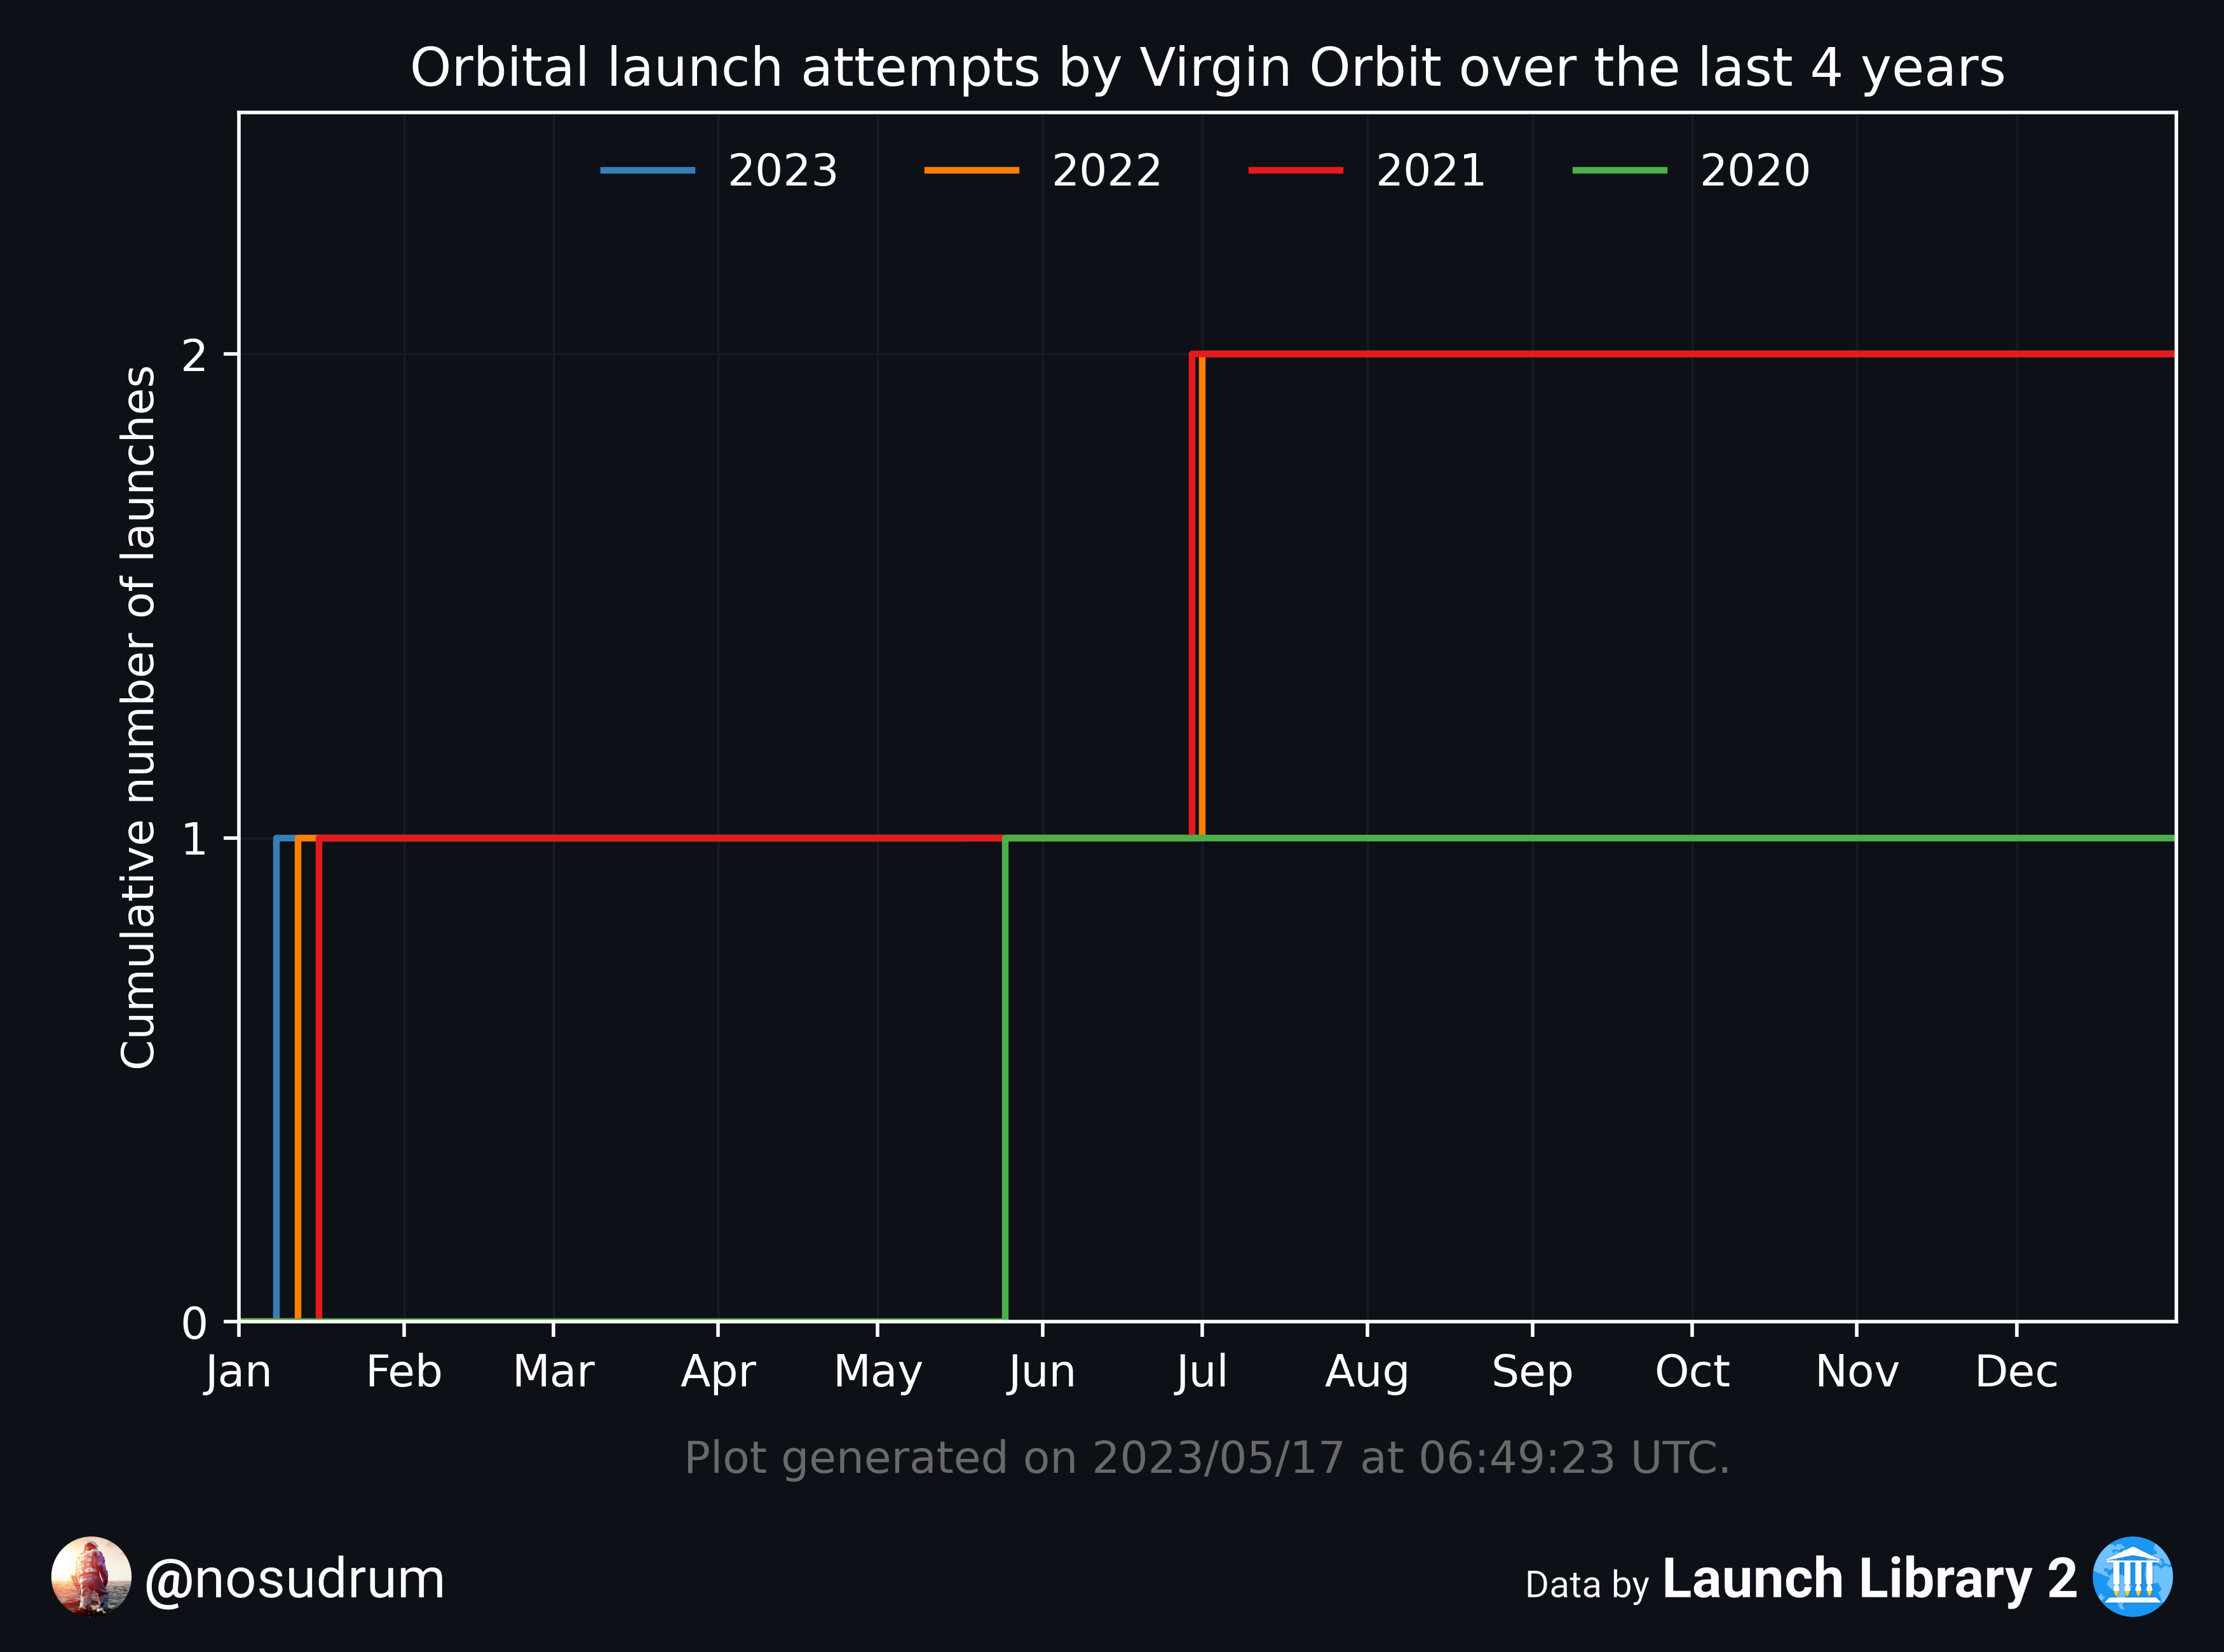 Orbital launch attempts by Virgin Orbit over the last 4 years
2023 2022 2021 2020
Cumulative number of launches
2
1
0
Jan Feb Mar Apr May Jun Jul Aug Sep Oct Nov Dec
Plot generated on 2023/05/17 at 06:49:23 UTC.
@nosudrum
Data by Launch Library 2